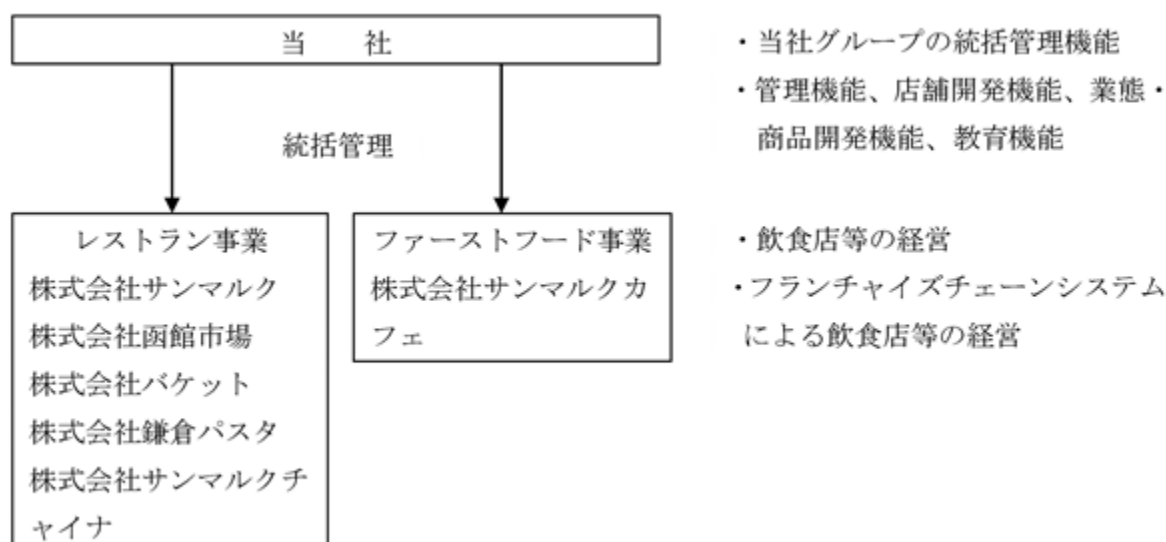 当 社
・当社グループの統括管理機能
・管理機能、店舗開発機能、業態・
商品開発機能、教育機能
統括管理
レストラン事業
株式会社サンマルク
株式会社函館市場
株式会社バケット
株式会社鎌倉パスタ
株式会社サンマルクチ
ャイナ
ファーストフード事業
株式会社サンマルクカ
フェ
・飲食店等の経営
・フランチャイズチェーンシステム
による飲食店等の経営